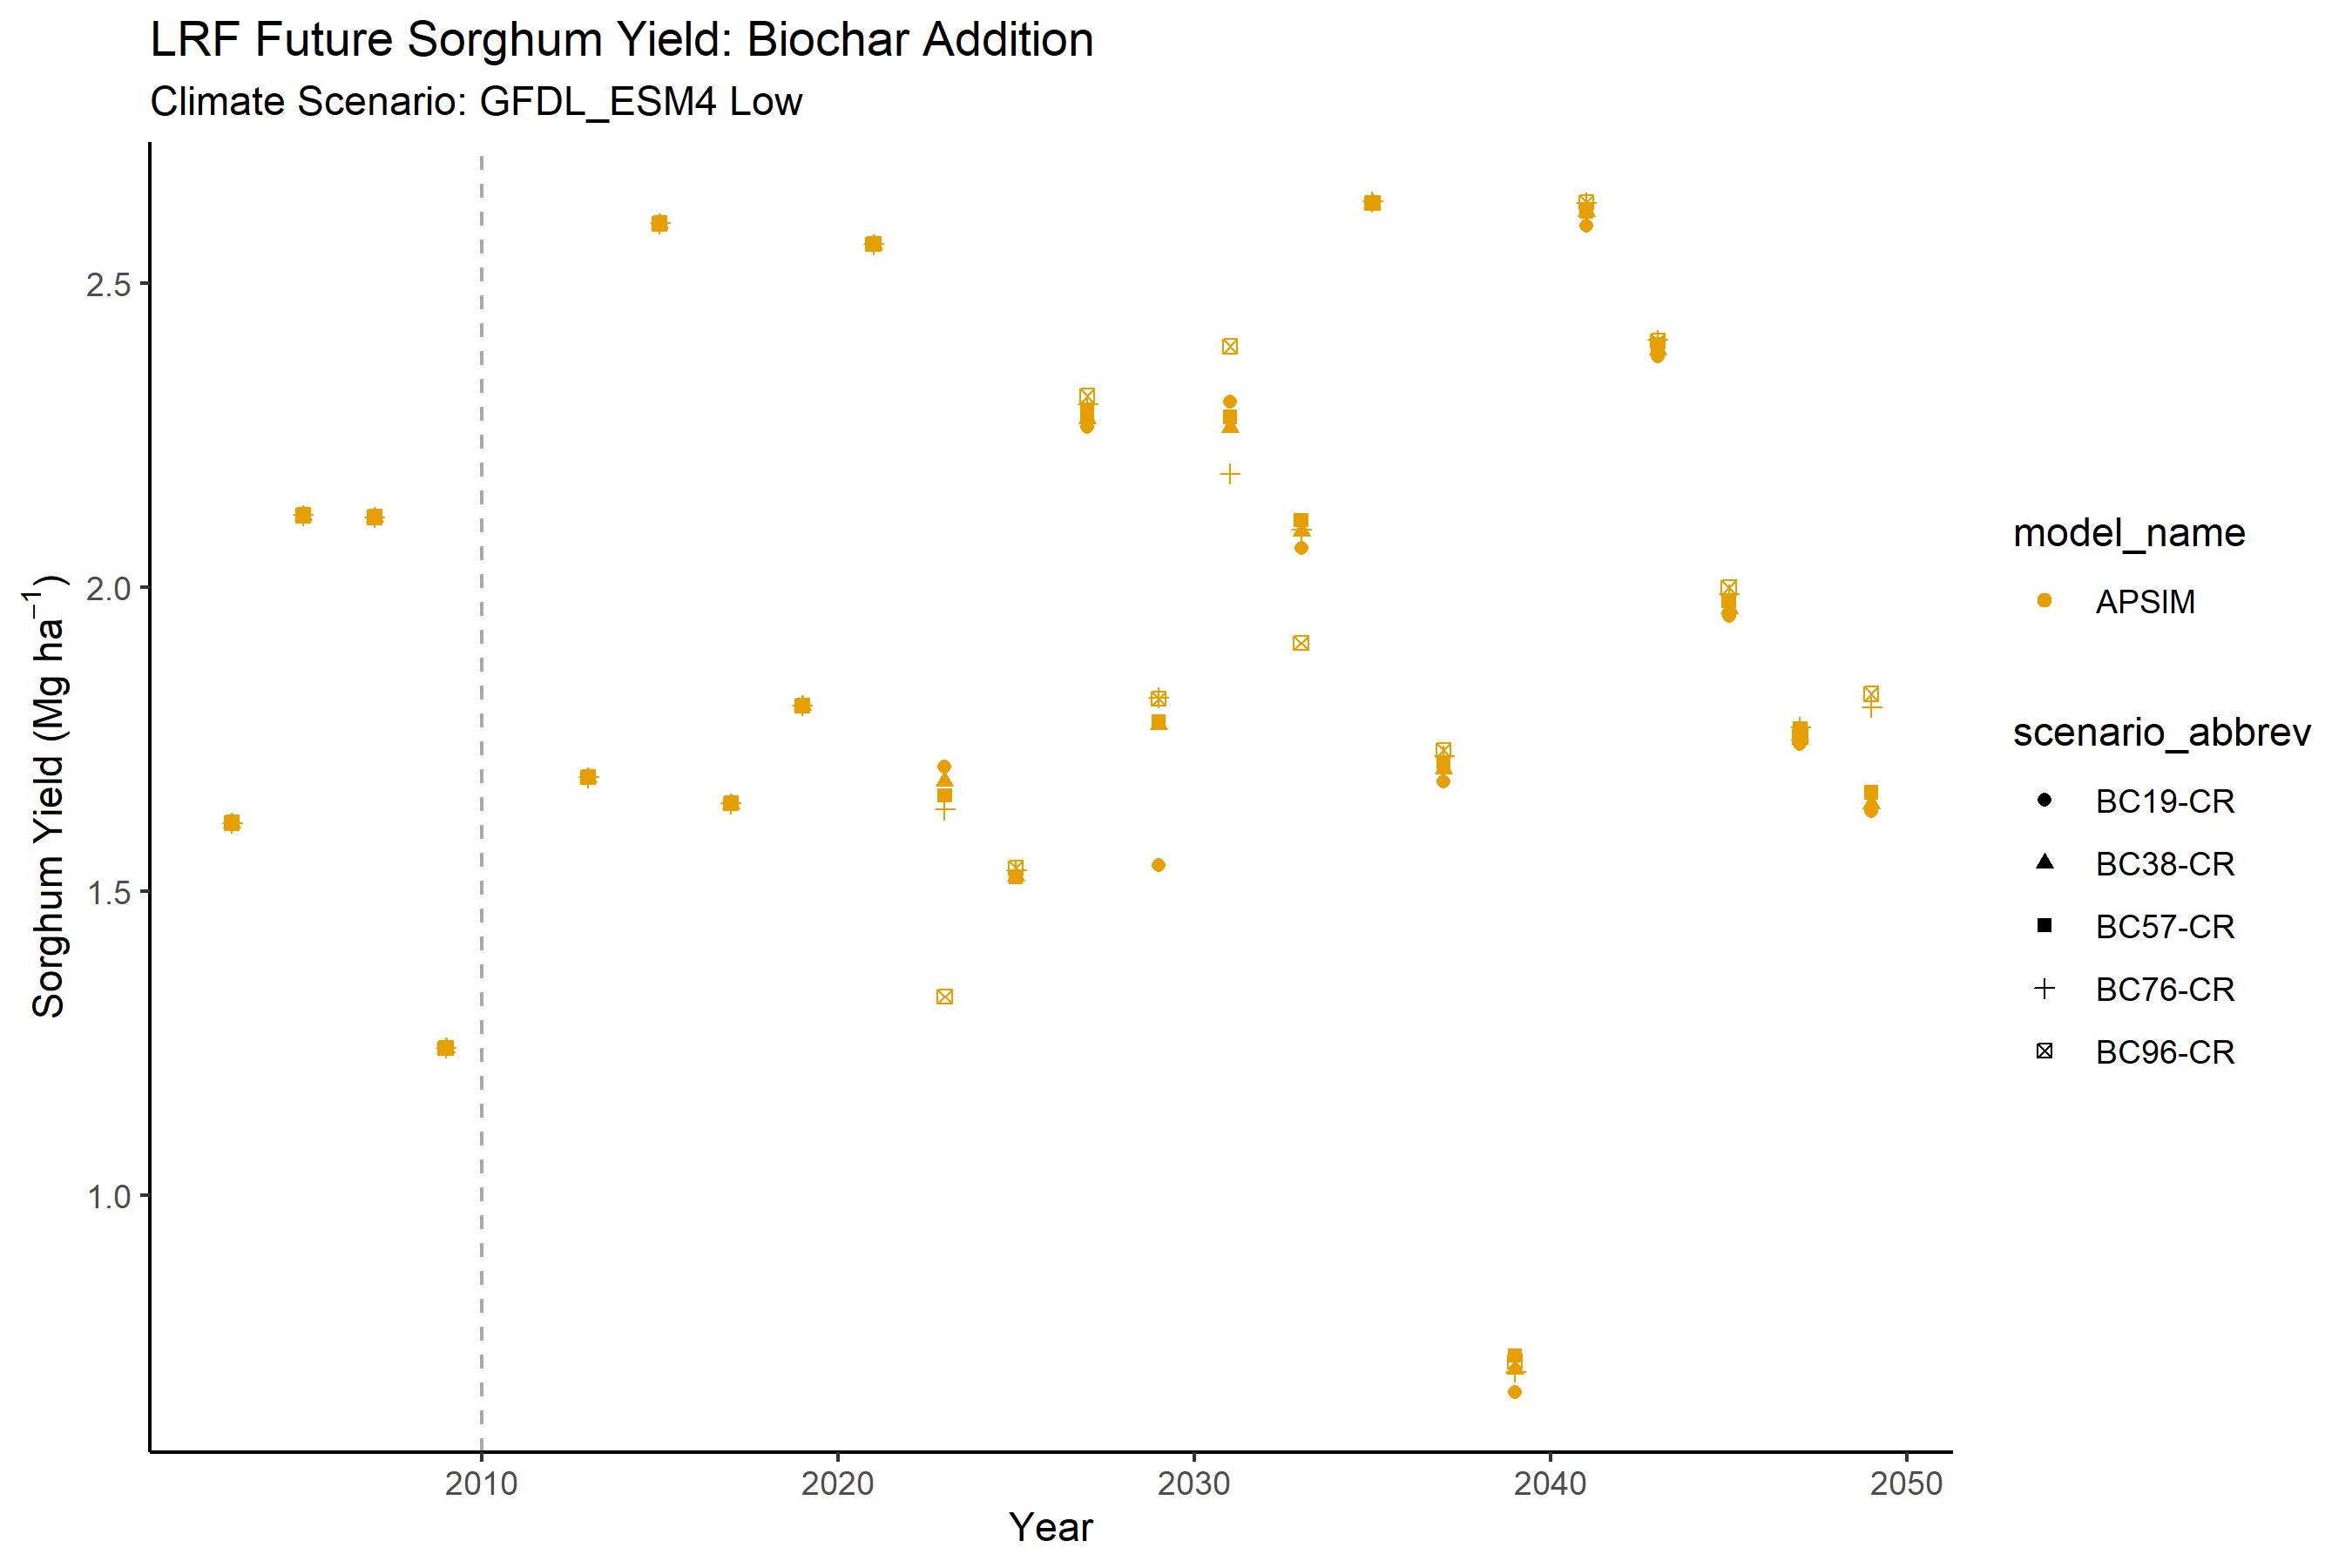 LRF Future Sorghum Yield: Biochar Addition
Climate Scenario: GFDL_ESM4 Low
Sorghum Yield (Mg ha⁻¹)
2.5
2.0
1.5
1.0
2010
2020
2030
2040
2050
Year
model_name
APSIM
scenario_abbrev
BC19-CR
BC38-CR
BC57-CR
BC76-CR
BC96-CR